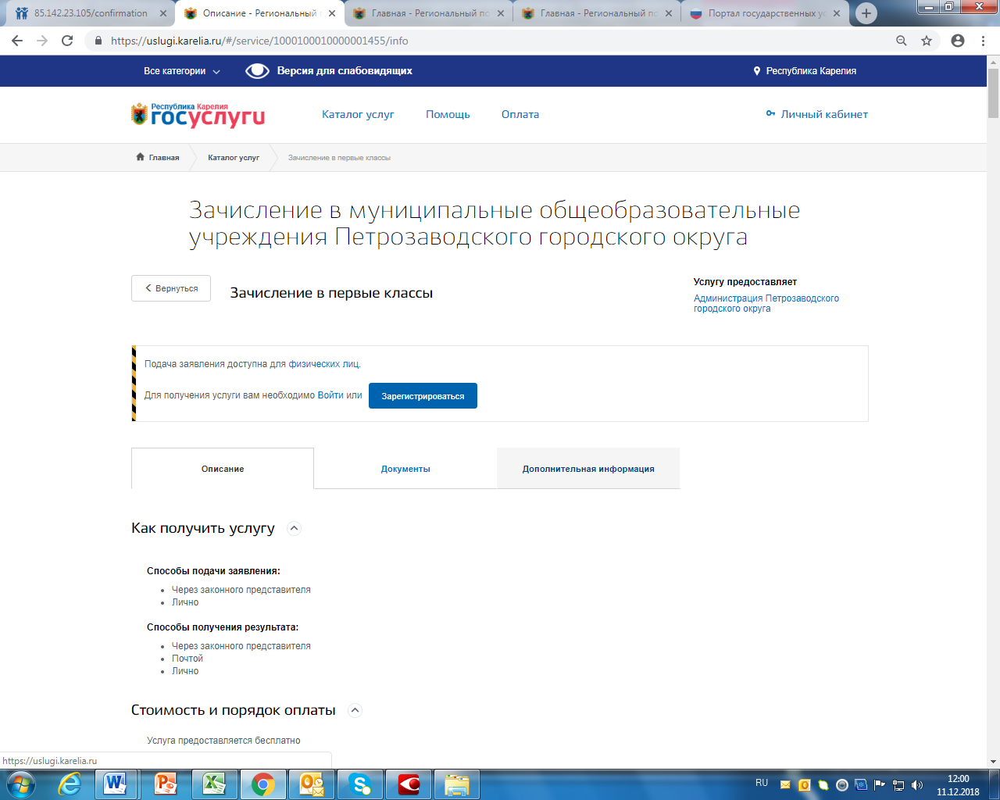 85.142.23.105/confirmation
Описание - Региональный
Главная - Региональный по
Главная - Региональный по
Портал государственных ус
https://uslugi.karelia.ru/#/service/10001000010000001455/info
Все категории
Версия для слабовидящих
Республика Карелия
Республика Карелия
госуслуги
Каталог услуг
Помощь
Оплата
Личный кабинет
Главная
Каталог услуг
Зачисление в первые классы
Зачисление в муниципальные общеобразовательные
учреждения Петрозаводского городского округа
Вернуться
Зачисление в первые классы
Услугу предоставляет
Администрация Петрозаводского
городского округа
Подача заявления доступна для физических лиц.
Для получения услуги вам необходимо Войти или Зарегистрироваться
Описание
Документы
Дополнительная информация
Как получить услугу
Способы подачи заявления:
• Через законного представителя
• Лично
Способы получения результата:
• Через законного представителя
• Почтой
• Лично
Стоимость и порядок оплаты
Услуга предоставляется бесплатно
https://uslugi.karelia.ru
RU
12:00
11.12.2018